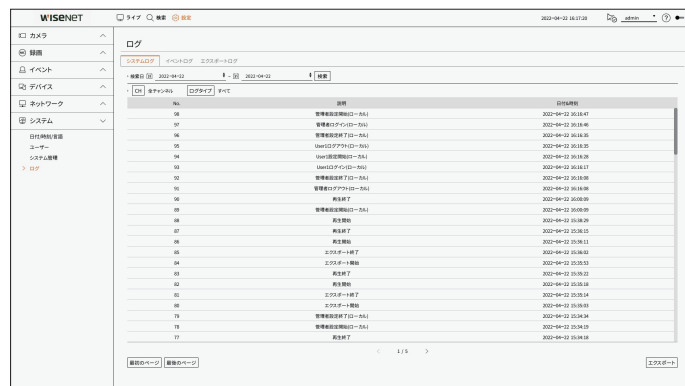 WISENET
ライブ 検索 設定 2022-04-22 16:17:20 admin
カメラ
録画
イベント
デバイス
ネットワーク
システム
日付/時刻/言語
ユーザー
システム管理
> ログ
ログ
システムログ イベントログ エクスポートログ
• 検索日 2022-04-22 ~ 2022-04-22 検索
• CH 全チャンネル ログタイプ すべて
No. 説明 日付&時刻
98 管理者設定開始(ローカル) 2022-04-22 16:16:47
97 管理者ログイン(ローカル) 2022-04-22 16:16:46
96 管理者設定終了(ローカル) 2022-04-22 16:16:35
95 User1ログアウト(ローカル) 2022-04-22 16:16:35
94 User1設定開始(ローカル) 2022-04-22 16:16:28
93 User1ログイン(ローカル) 2022-04-22 16:16:17
92 管理者設定終了(ローカル) 2022-04-22 16:16:08
91 管理者ログアウト(ローカル) 2022-04-22 16:16:08
90 再生終了 2022-04-22 16:00:09
89 管理者設定開始(ローカル) 2022-04-22 16:00:09
88 再生開始 2022-04-22 15:38:29
87 再生終了 2022-04-22 15:36:15
86 再生開始 2022-04-22 15:36:11
85 エクスポート終了 2022-04-22 15:36:02
84 エクスポート開始 2022-04-22 15:35:53
83 再生終了 2022-04-22 15:35:22
82 再生開始 2022-04-22 15:35:18
81 エクスポート終了 2022-04-22 15:35:14
80 エクスポート開始 2022-04-22 15:35:03
79 管理者設定終了(ローカル) 2022-04-22 15:34:34
78 管理者設定開始(ローカル) 2022-04-22 15:34:19
77 再生終了 2022-04-22 15:34:18
< 1 / 5 >
最初のページ 最後のページ エクスポート